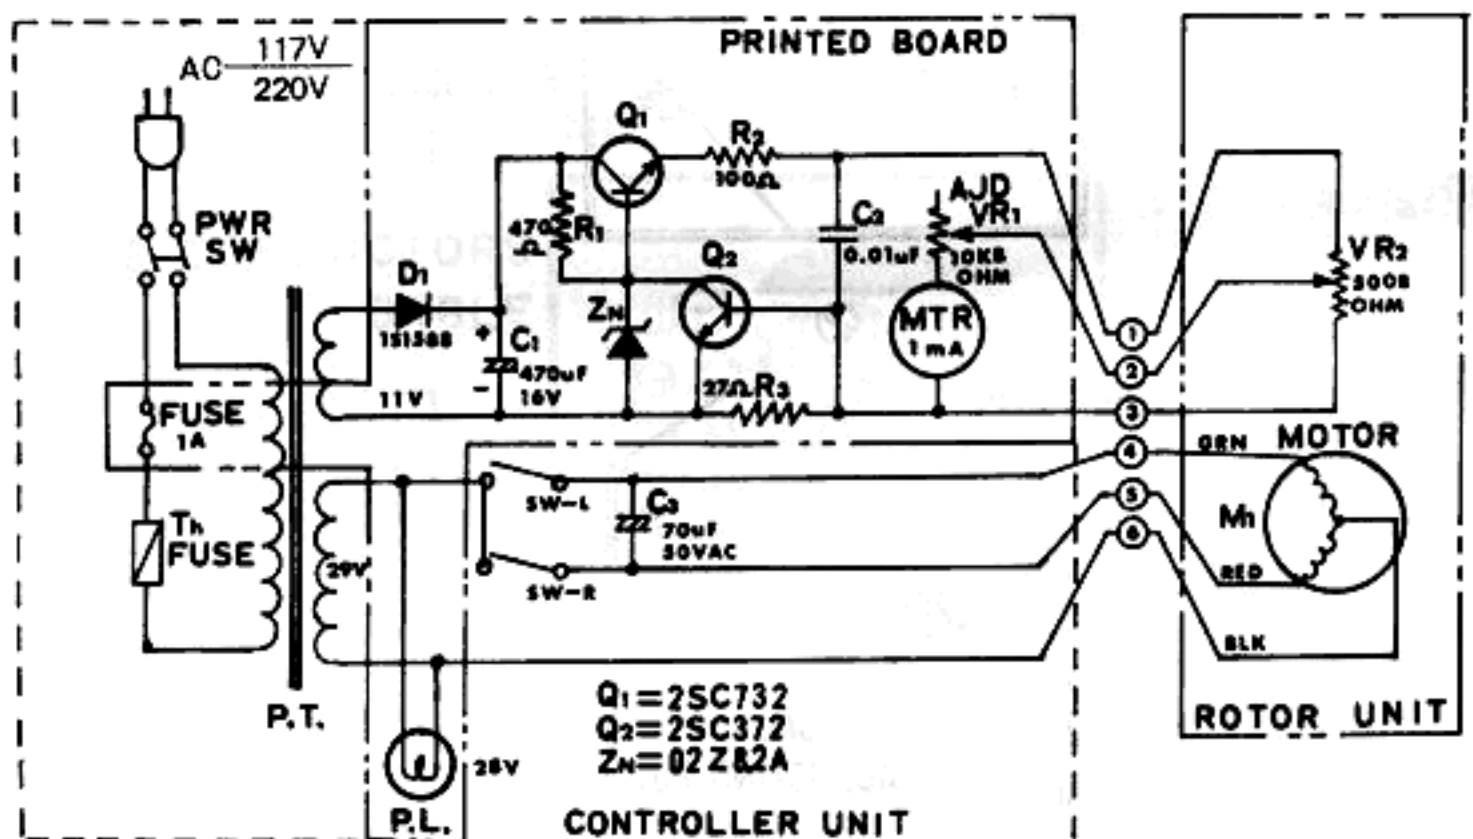 PRINTED BOARD
AC 117V
220V
Q1
R2
100Ω
AJD
VR1
10KB
OHM
PWR
SW
470
Ω
R1
C2
0.01uF
Q2
VR2
500B
OHM
D1
1S1588
ZN
MTR
1mA
+
C1
470uF
16V
−
11V
27Ω
R3
1
2
3
4
5
6
FUSE
1A
GRN
MOTOR
SW-L
C3
70uF
50VAC
M1
Th
FUSE
29V
SW-R
RED
BLK
P.T.
Q1=2SC732
Q2=2SC372
ZN=02Z8.2A
ROTOR UNIT
28V
P.L.
CONTROLLER UNIT